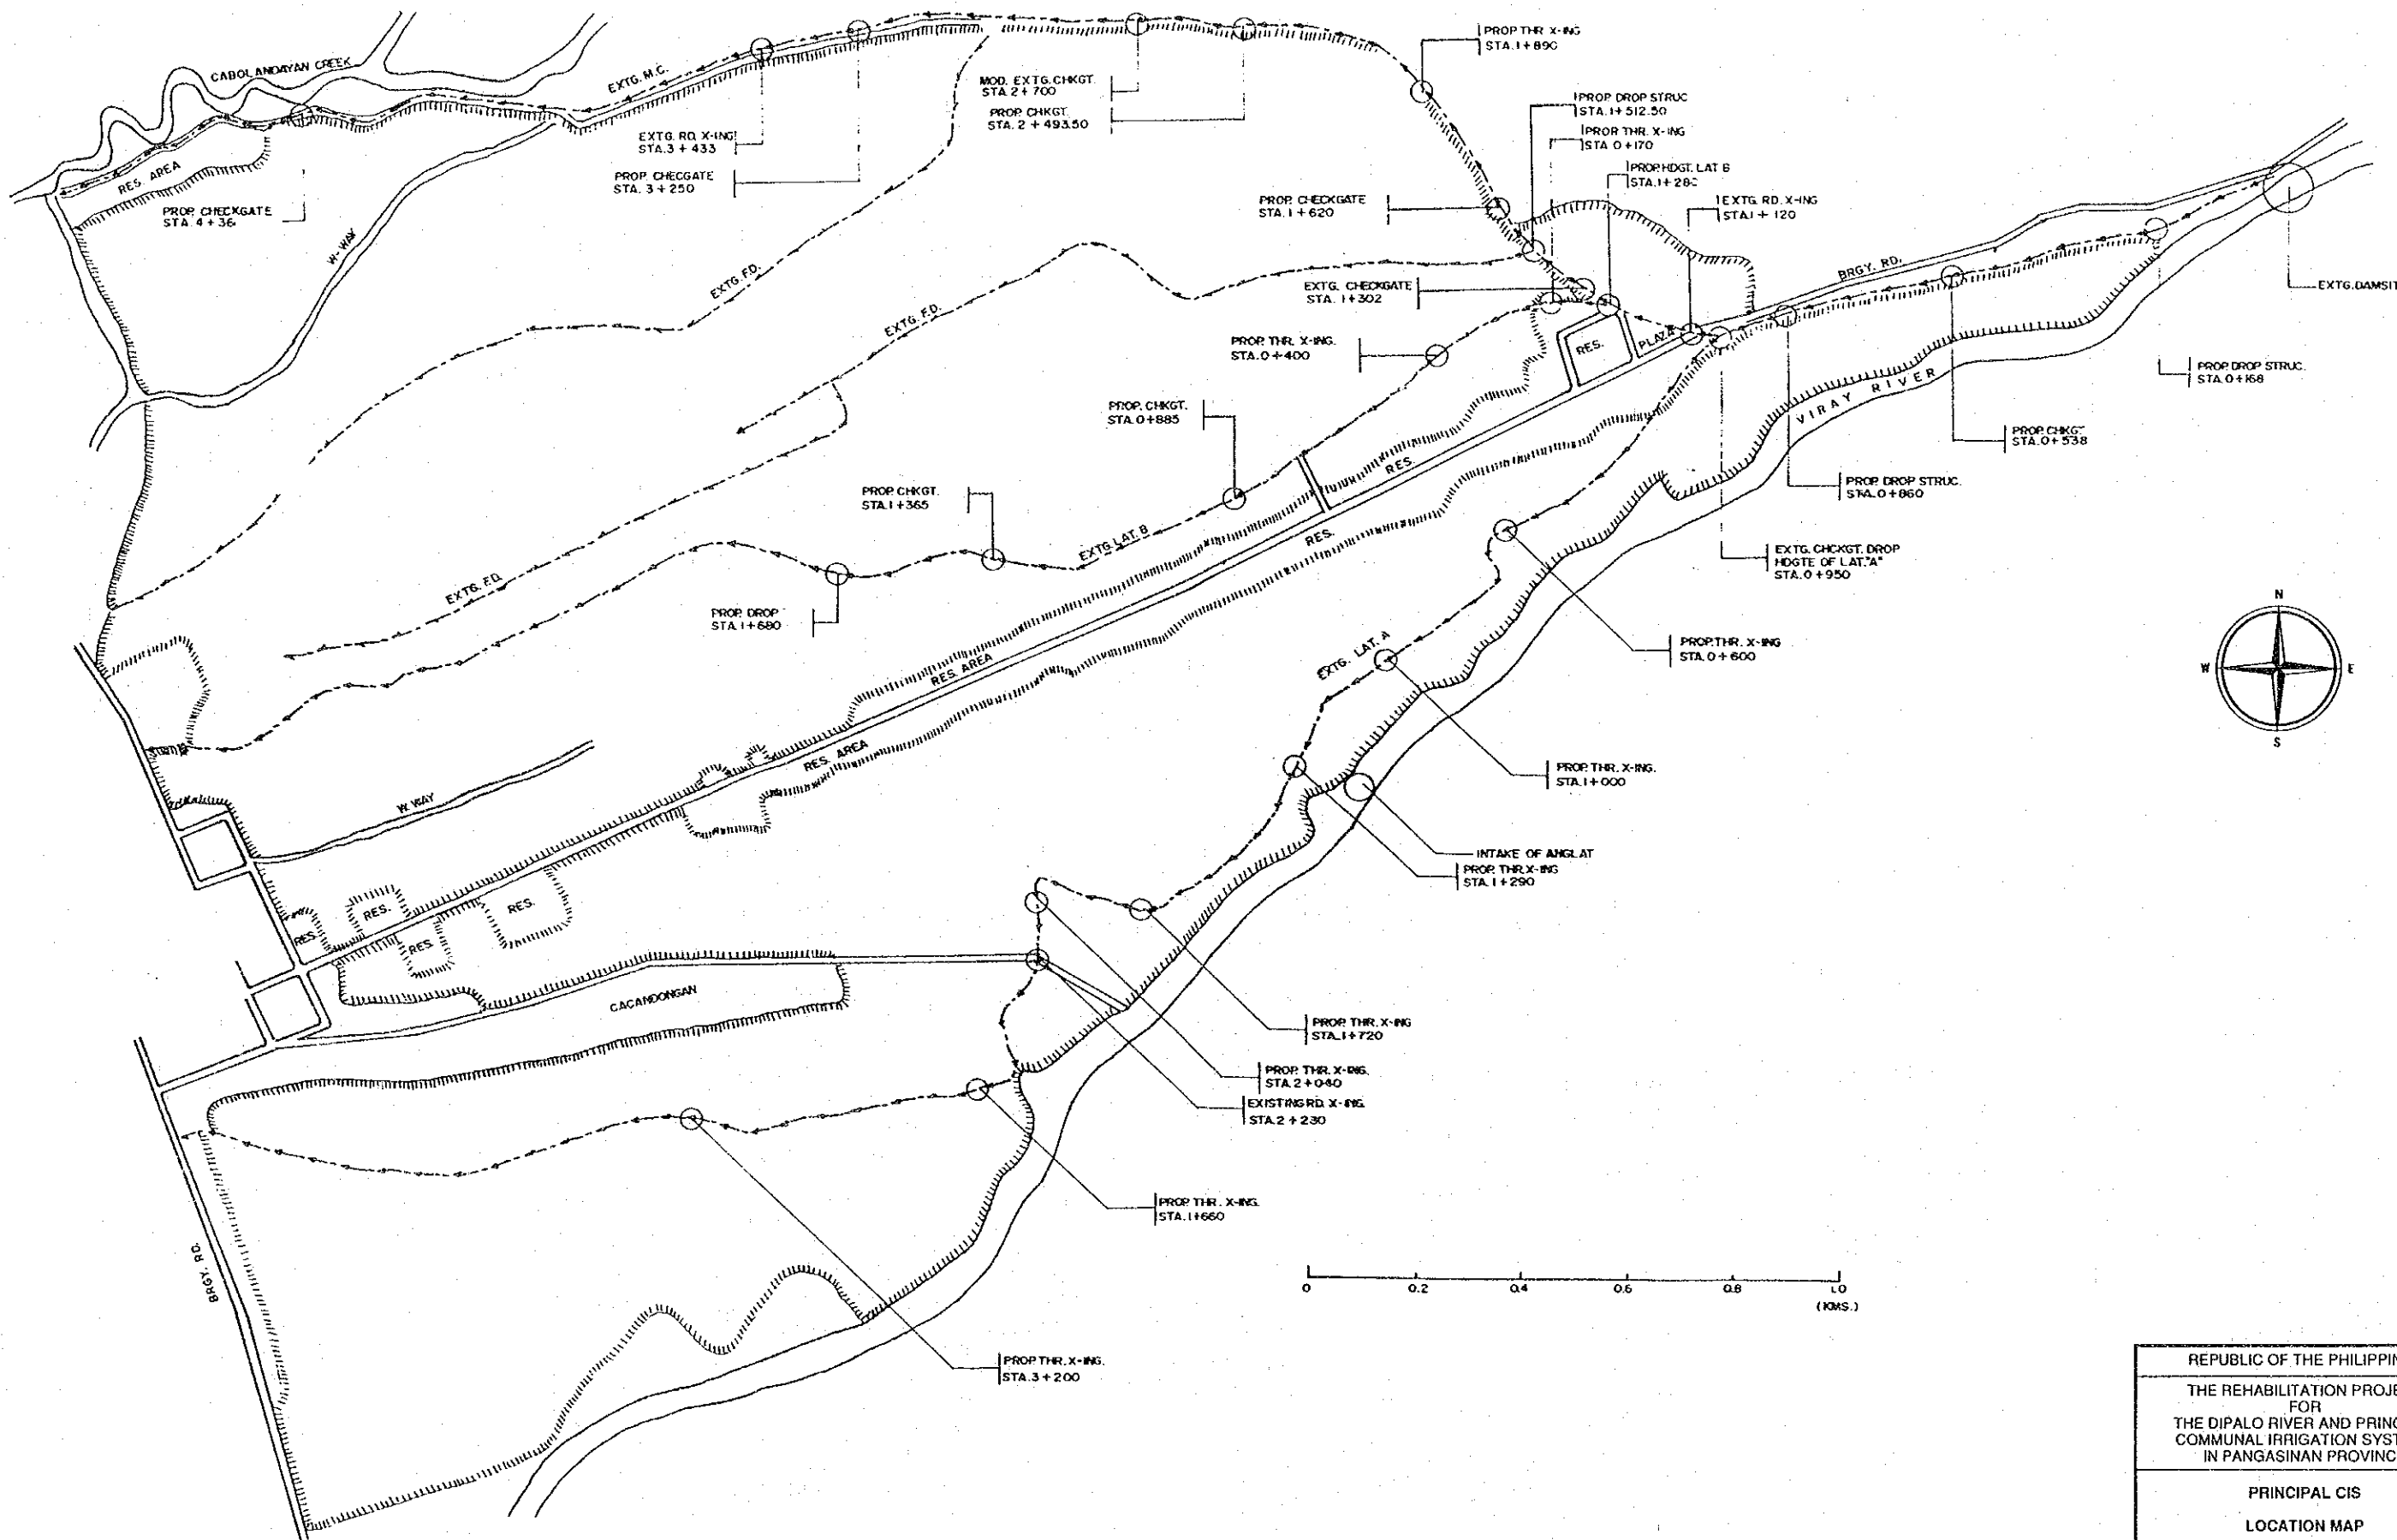 CABOLANDAYAN CREEK
EXTG. M.C.
RES. AREA
PROP. CHECKGATE
STA. 4+36
W-WAY
EXTG. RD. X-ING
STA.3 + 433
PROP. CHECGATE
STA. 3 + 250
MOD. EXTG. CHKGT.
STA 2+700
PROP. CHKGT.
STA. 2 + 493.50
PROP THR X-ING
STA. 1+890
PROP. DROP STRUC
STA. 1+512.50
PROP. THR. X-ING
STA 0+170
PROP. HDGT. LAT B
STA. 1+280
EXTG. RD. X-ING
STA. 1+ 120
PROP. CHECKGATE
STA. 1 + 620
EXTG. CHECKGATE
STA. 1+302
BRGY. RD.
EXTG. DAMSIT
EXTG. F.D.
EXTG. F.D.
PROP. THR. X-ING.
STA. 0+400
RES.
PLAZA
VIRAY RIVER
PROP. DROP STRUC.
STA. 0+168
PROP. CHKGT.
STA. 0+885
RES.
PROP. CHKGT
STA. 0+538
PROP. CHKGT.
STA. 1+365
PROP. DROP STRUC.
STA. 0+860
EXTG. LAT. B
RES.
EXTG. CHCKGT. DROP
HDGTE OF LAT. "A"
STA. 0+950
EXTG. F.D.
PROP. DROP
STA. 1+680
N
W
E
S
RES. AREA
EXTG. LAT. A
PROP. THR. X-ING
STA. 0+600
RES. AREA
PROP. THR. X-ING.
STA. 1+000
W. WAY
INTAKE OF ANGLAT
PROP. THR. X-ING
STA. 1+290
RES.
RES.
RES.
RES.
CACANDONGAN
PROP. THR. X-ING
STA. 1+720
PROP. THR. X-ING.
STA. 2+040
EXISTING RD. X-ING.
STA. 2 + 230
PROP. THR. X-ING.
STA. 1+660
BRGY. RD.
PROP. THR. X-ING.
STA. 3+200
0 0.2 0.4 0.6 0.8 1.0
(KMS.)
REPUBLIC OF THE PHILIPPIN
THE REHABILITATION PROJE
FOR
THE DIPALO RIVER AND PRINC
COMMUNAL IRRIGATION SYST
IN PANGASINAN PROVINC
PRINCIPAL CIS
LOCATION MAP